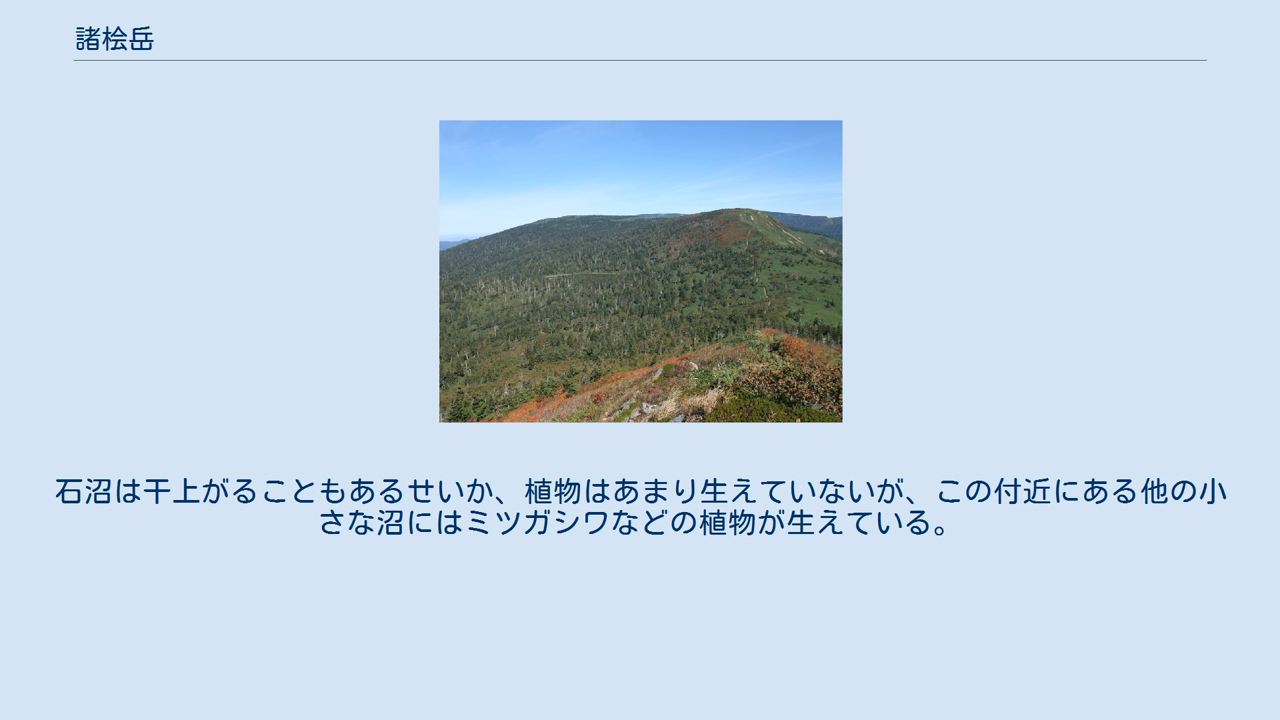 諸桧岳
石沼は干上がることもあるせいか、植物はあまり生えていないが、この付近にある他の小
さな沼にはミツガシワなどの植物が生えている。